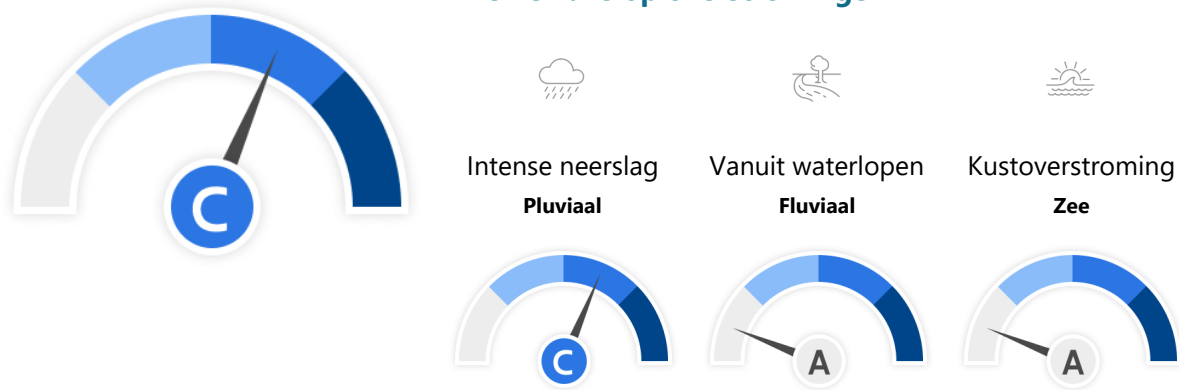 C
Intense neerslag
Vanuit waterlopen
Kustoverstroming
Pluviaal
Fluviaal
Zee
C
A
A